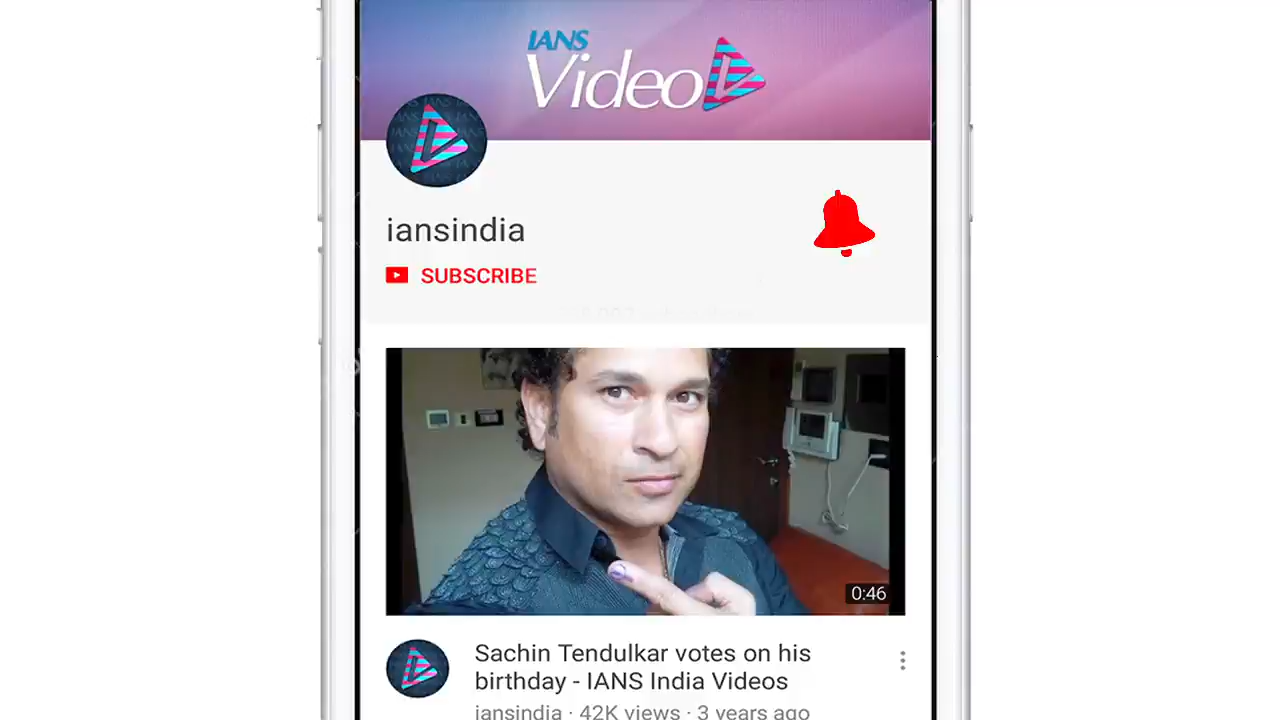 IANS
Video
iansindia
SUBSCRIBE
0:46
Sachin Tendulkar votes on his
birthday - IANS India Videos
iansindia · 42K views · 3 years ago